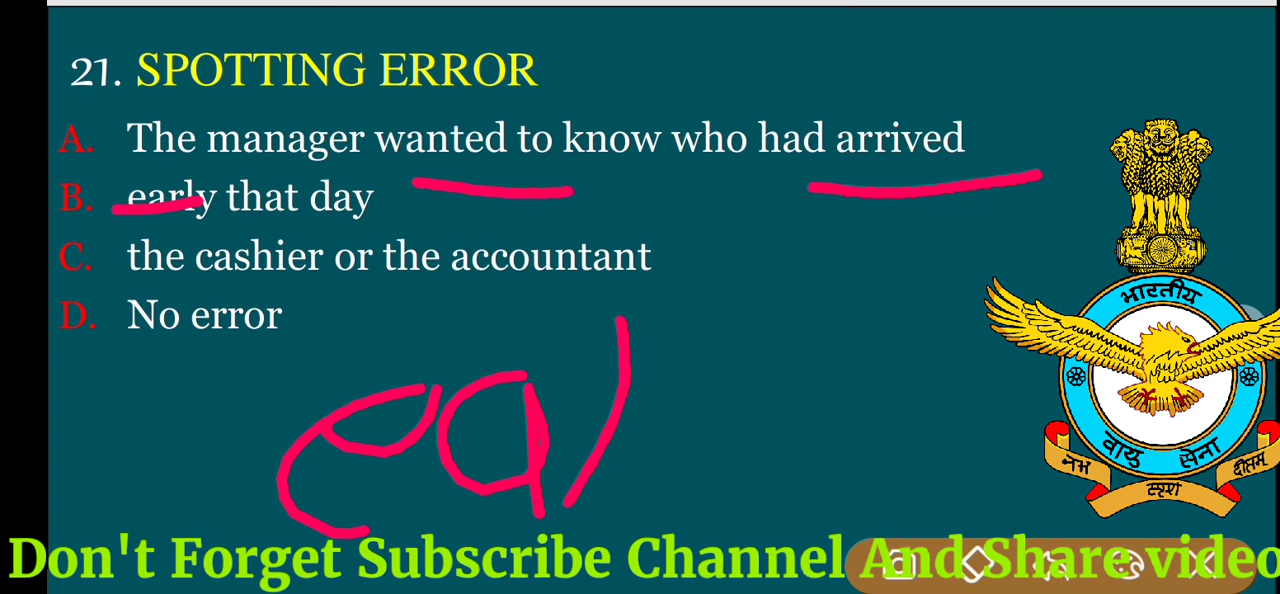 21. SPOTTING ERROR
A. The manager wanted to know who had arrived
B. early that day
C. the cashier or the accountant
D. No error
भारतीय
वायु सेना
नभ स्पृशं दीप्तम्
Don't Forget Subscribe Channel And Share video